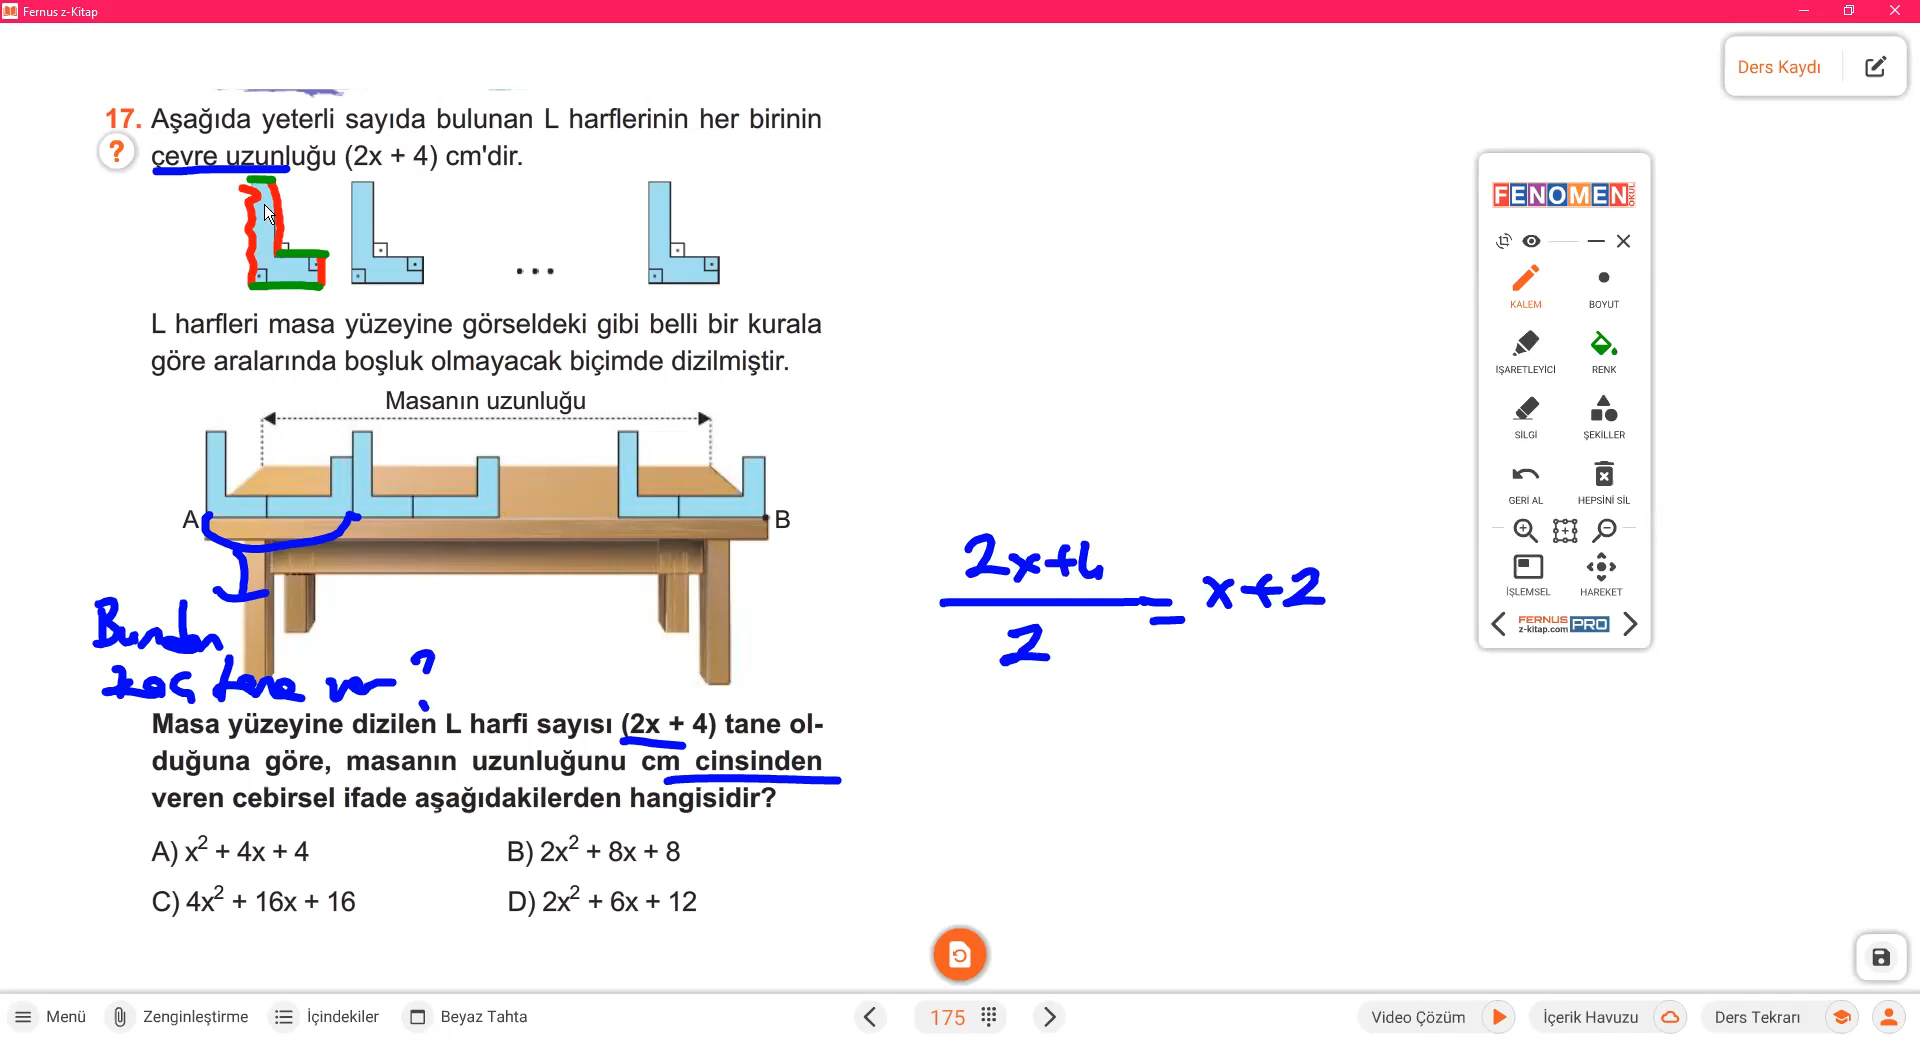 Fernus z-Kitap
Ders Kaydı
17. Aşağıda yeterli sayıda bulunan L harflerinin her birinin
? çevre uzunluğu (2x + 4) cm'dir.
L harfleri masa yüzeyine görseldeki gibi belli bir kurala
göre aralarında boşluk olmayacak biçimde dizilmiştir.
Masanın uzunluğu
A
B
Bundan
kaç tane var ?
2x+4
2
= x+2
Masa yüzeyine dizilen L harfi sayısı (2x + 4) tane ol-
duğuna göre, masanın uzunluğunu cm cinsinden
veren cebirsel ifade aşağıdakilerden hangisidir?
A) x² + 4x + 4
B) 2x² + 8x + 8
C) 4x² + 16x + 16
D) 2x² + 6x + 12
FENOMEN OKUL
KALEM
BOYUT
İŞARETLEYİCİ
RENK
SİLGİ
ŞEKİLLER
GERİ AL
HEPSİNİ SİL
İŞLEMSEL
HAREKET
FERNUS
z-kitap.com PRO
Menü
Zenginleştirme
İçindekiler
Beyaz Tahta
175
Video Çözüm
İçerik Havuzu
Ders Tekrarı